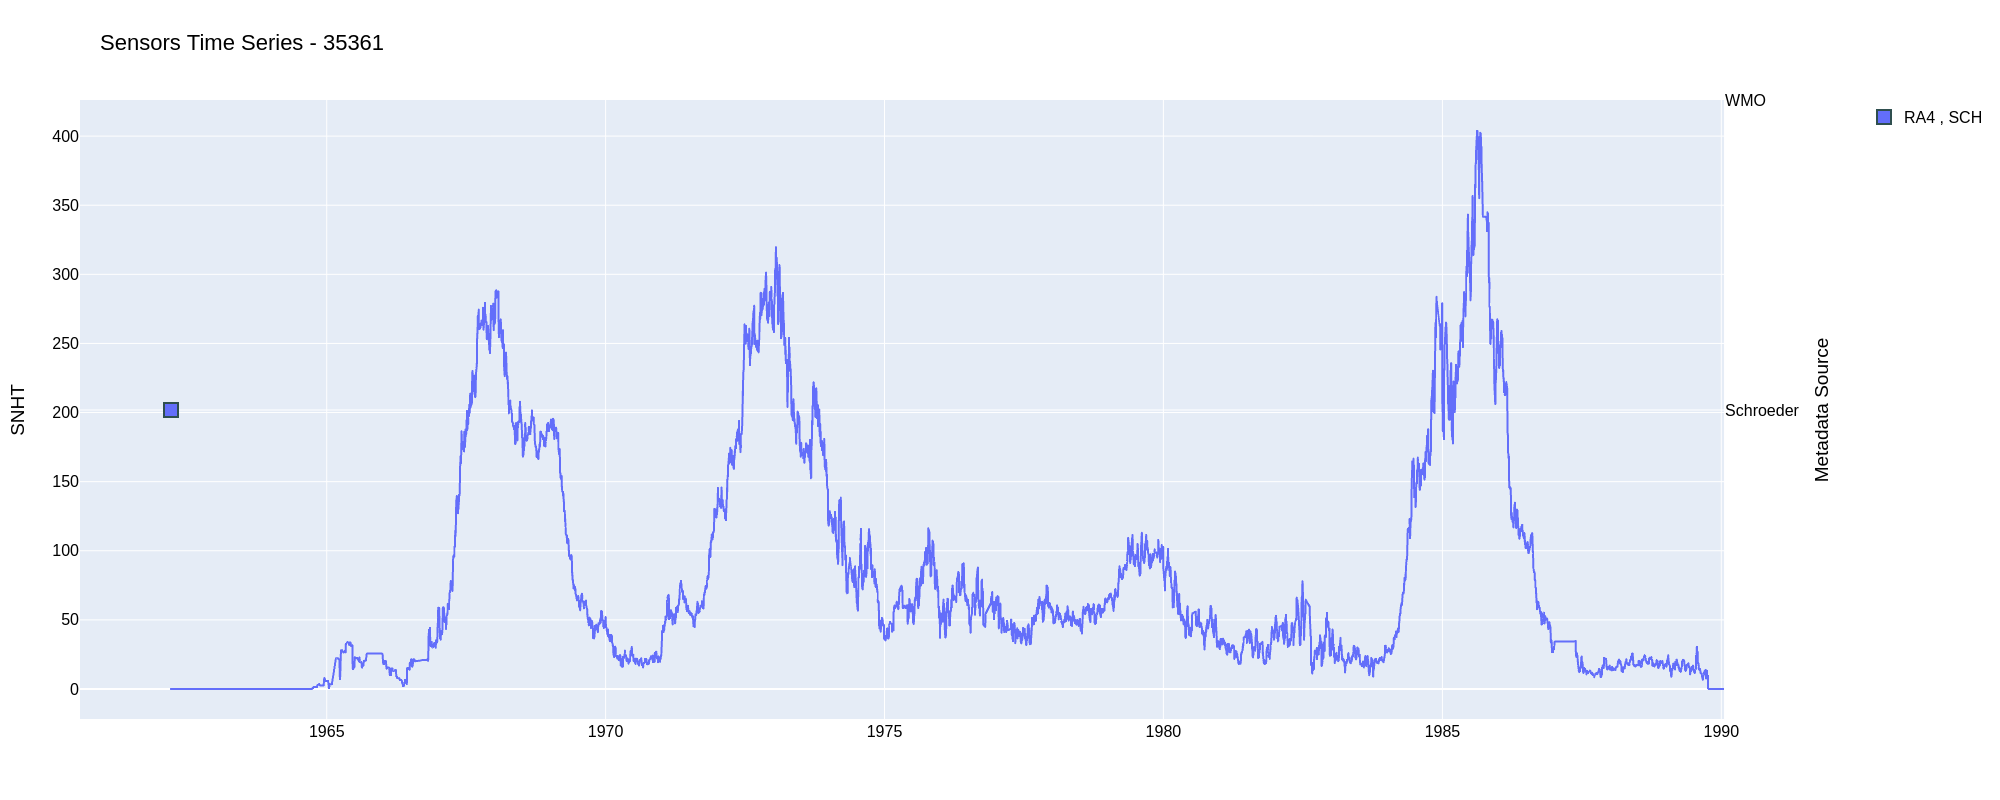 Sensors Time Series - 35361
WMO
RA4 , SCH
400
350
300
250
200
150
100
50
0
Schroeder
SNHT
Metadata Source
1965
1970
1975
1980
1985
1990